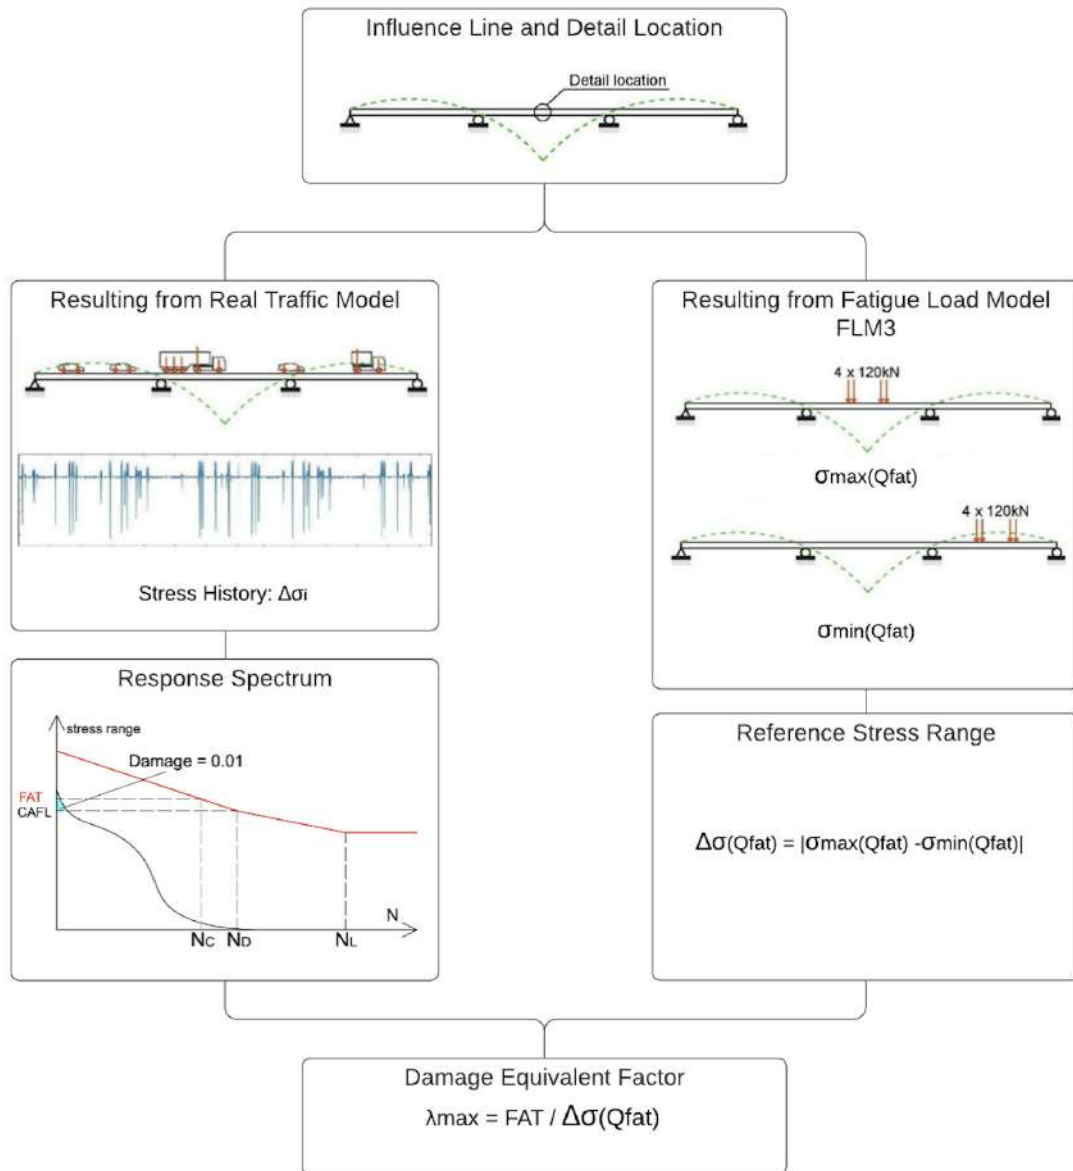 Influence Line and Detail Location
Detail location
Resulting from Real Traffic Model
Stress History: Δσi
Resulting from Fatigue Load Model
FLM3
4 x 120kN
σmax(Qfat)
4 x 120kN
σmin(Qfat)
Response Spectrum
stress range
Damage = 0.01
FAT
CAFL
N
NC ND NL
Reference Stress Range
Δσ(Qfat) = |σmax(Qfat) -σmin(Qfat)|
Damage Equivalent Factor
λmax = FAT / Δσ(Qfat)